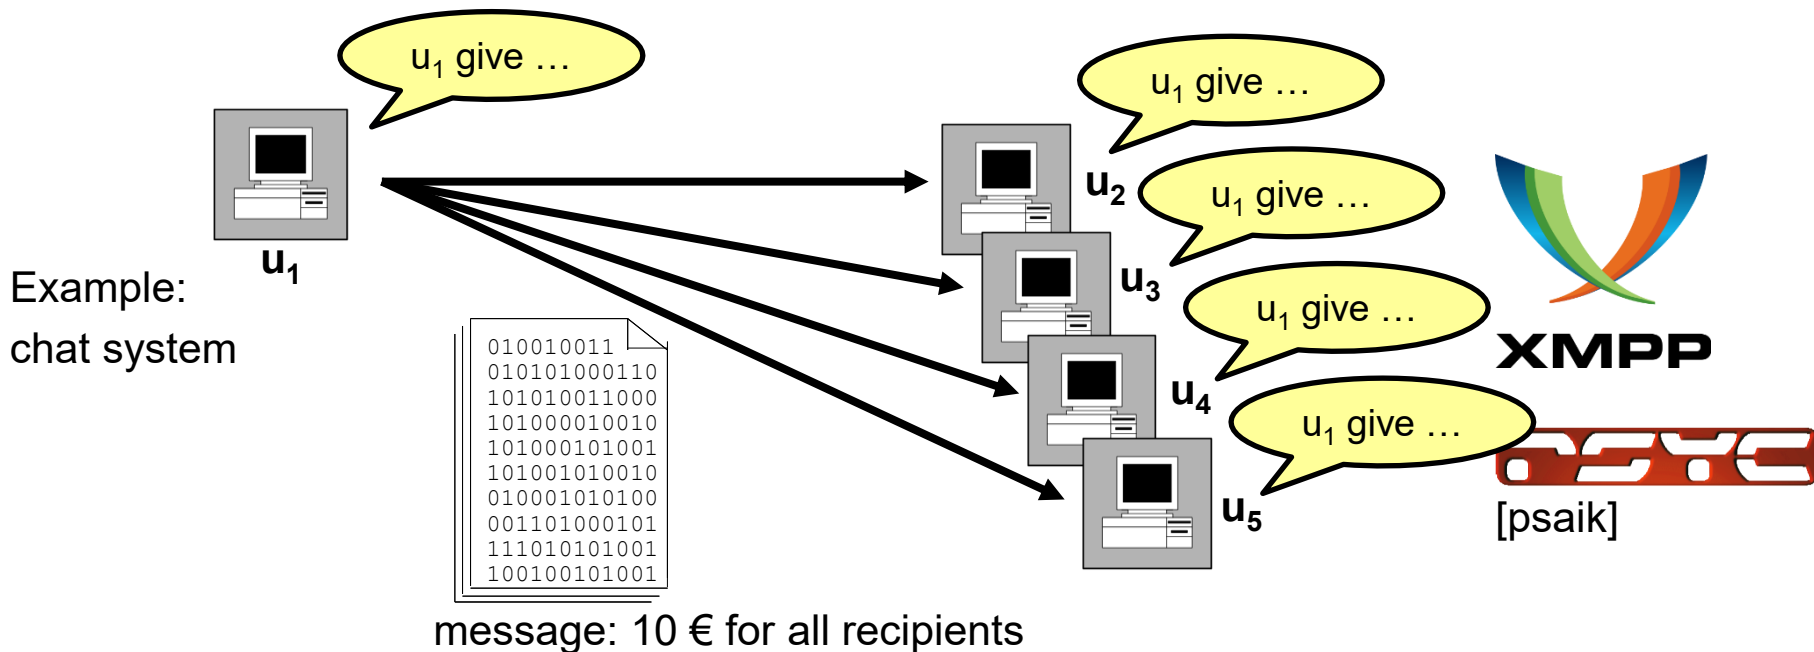 u₁ give …
u₁ give …
u₁ give …
u₁ give …
u₁ give …
u₁
u₂
u₃
u₄
u₅
Example:
chat system
010010011
010101000110
101010011000
101000010010
101000101001
101001010010
010001010100
001101000101
111010101001
100100101001
message: 10 € for all recipients
XMPP
PSYC
[psaik]